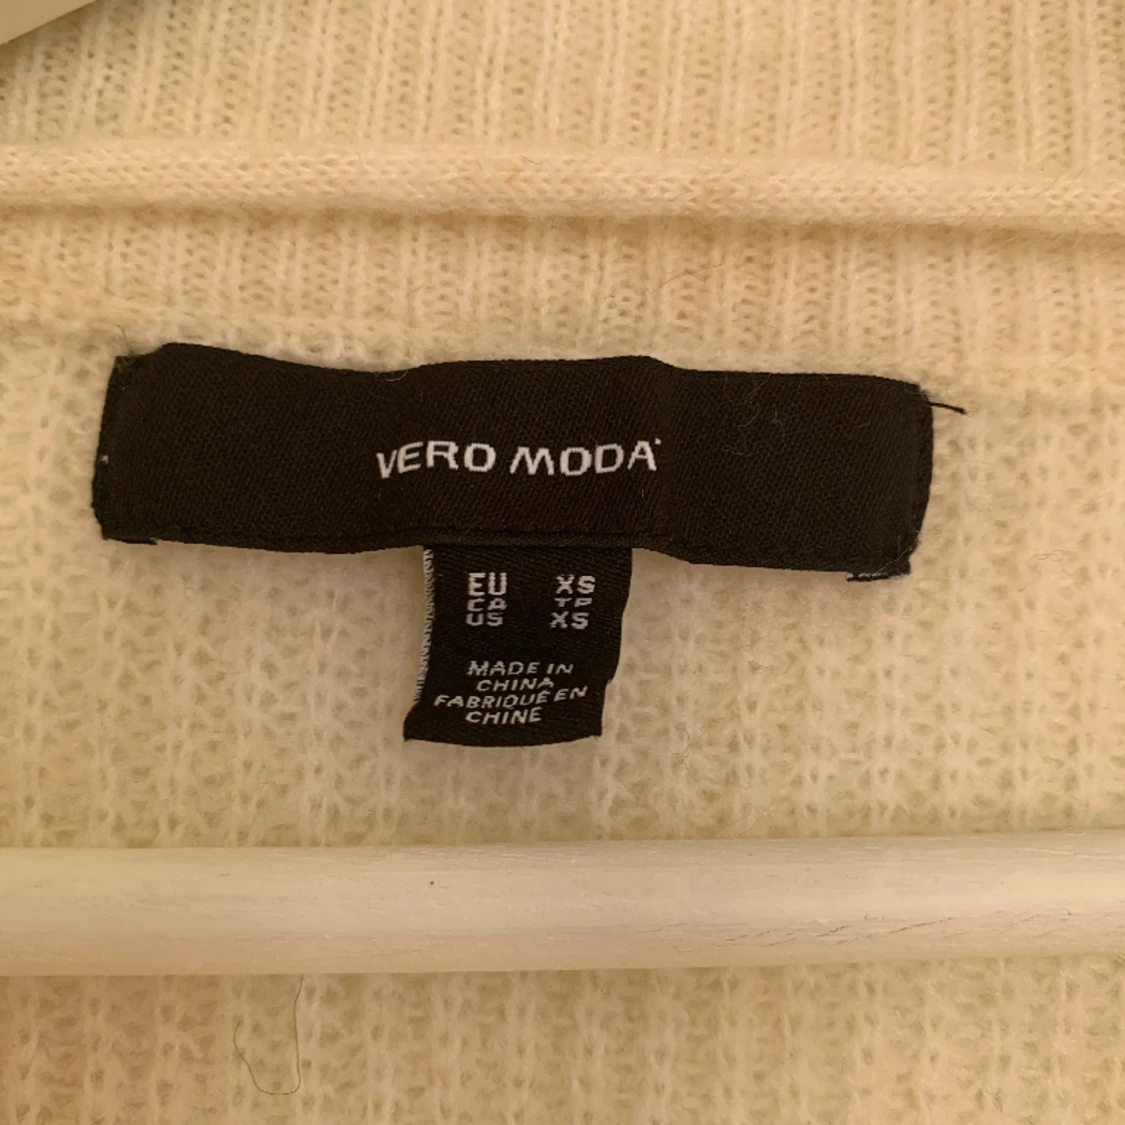 VERO MODA
EU XS
CA TP
US XS
MADE IN
CHINA
FABRIQUÉ EN
CHINE